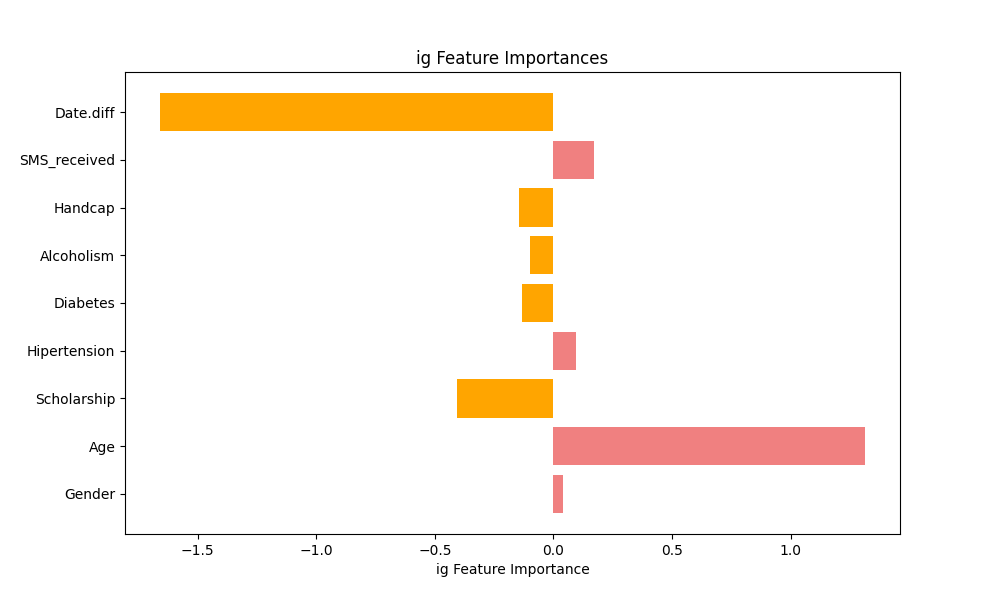 ig Feature Importances
Date.diff
SMS_received
Handcap
Alcoholism
Diabetes
Hipertension
Scholarship
Age
Gender
−1.5 −1.0 −0.5 0.0 0.5 1.0
ig Feature Importance